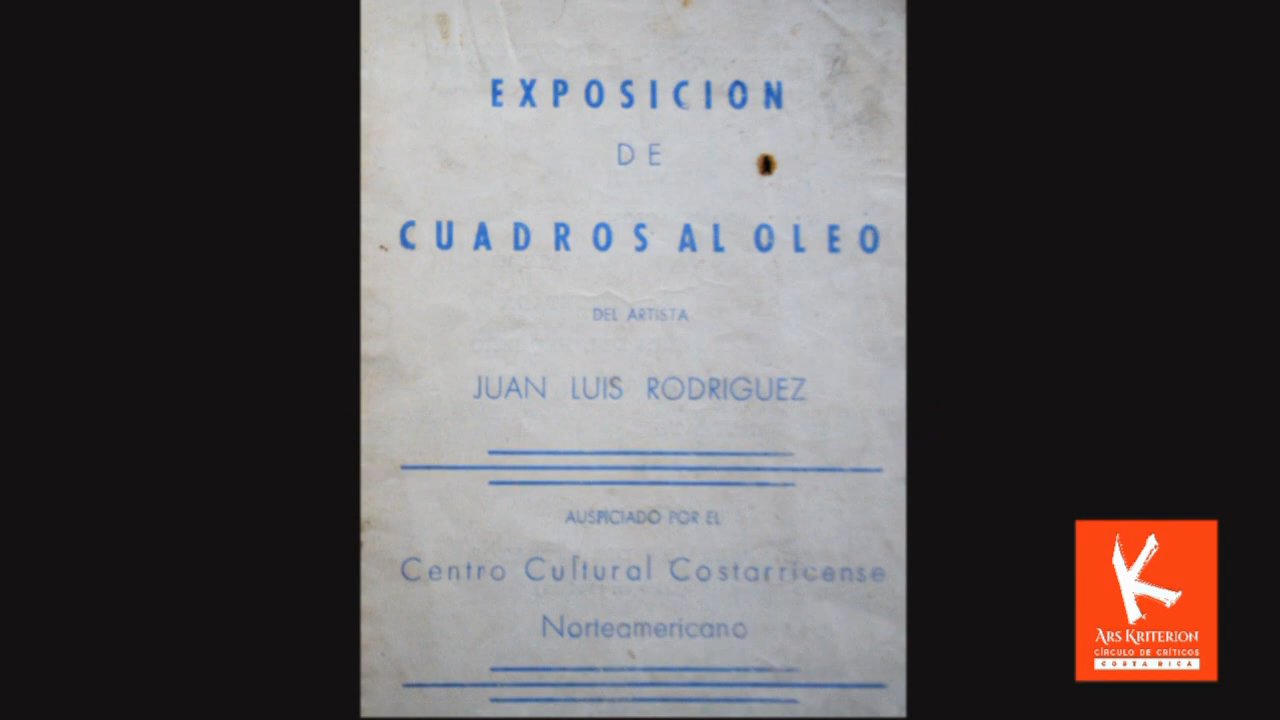 EXPOSICION
DE
CUADROS AL OLEO
DEL ARTISTA
JUAN LUIS RODRIGUEZ
AUSPICIADO POR EL
Centro Cultural Costarricense
Norteamericano
ARS KRITERION
CÍRCULO DE CRÍTICOS
COSTA RICA